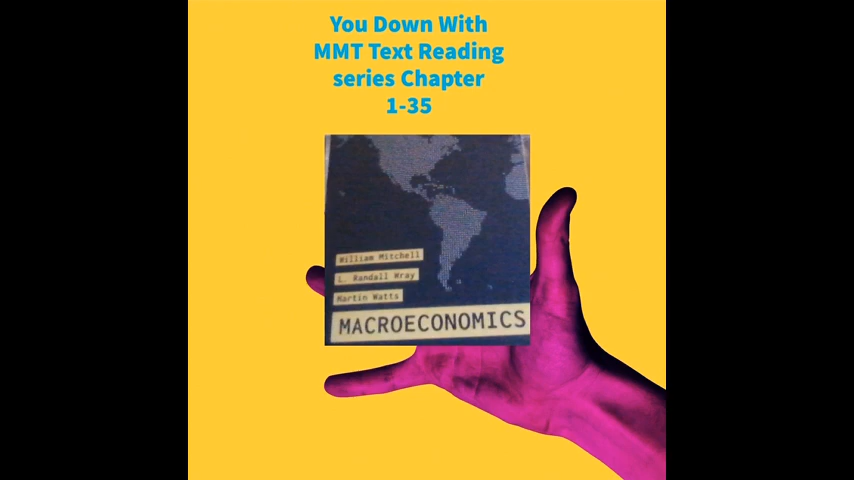 You Down With
MMT Text Reading
series Chapter
1-35
William Mitchell
L. Randall Wray
Martin Watts
MACROECONOMICS